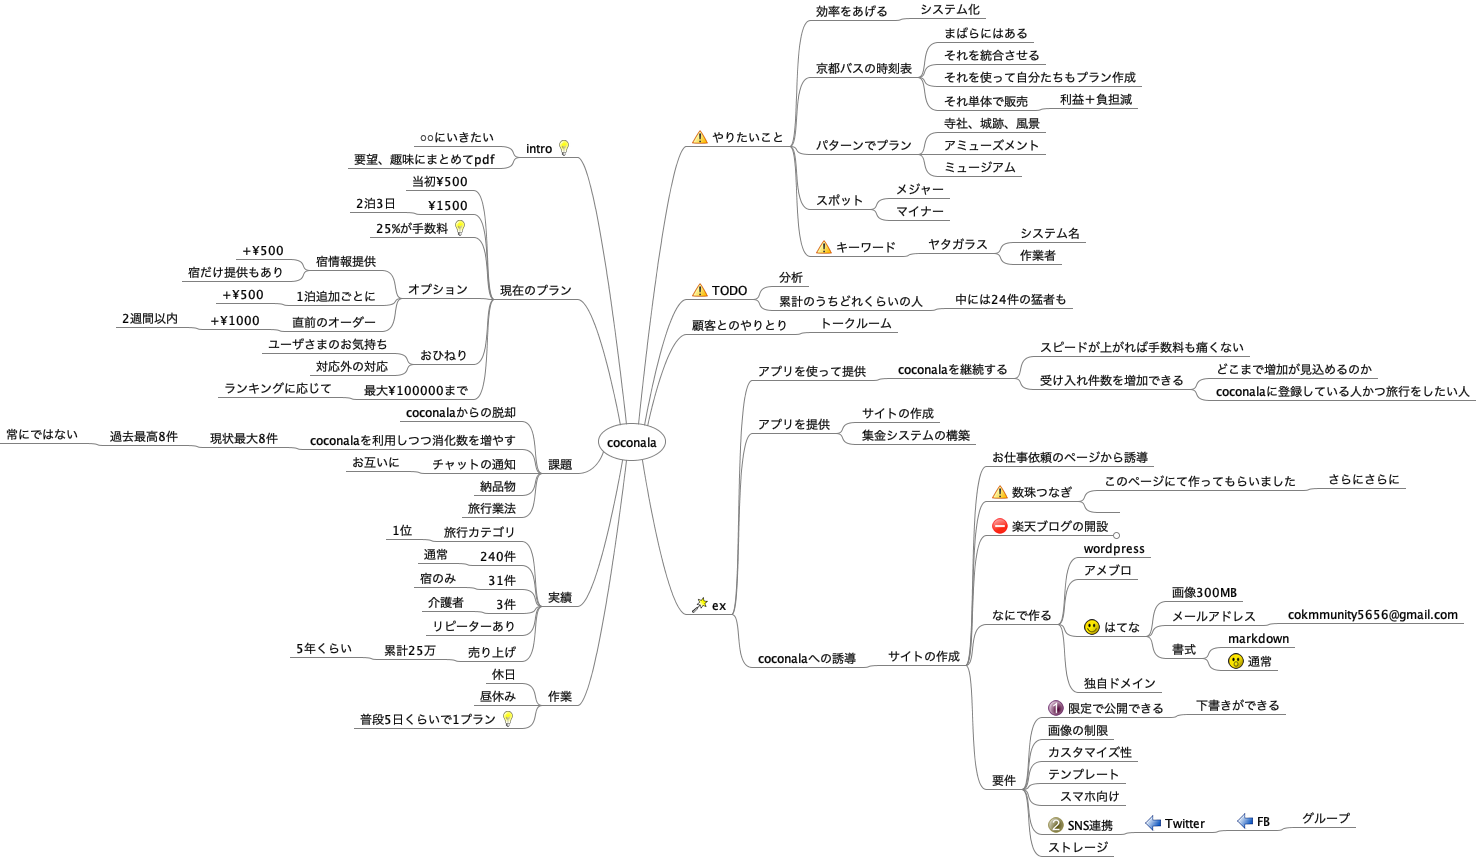 coconala
intro
○○にいきたい
要望、趣味にまとめてpdf
現在のプラン
当初¥500
¥1500
2泊3日
25%が手数料
オプション
宿情報提供
+¥500
宿だけ提供もあり
1泊追加ごとに
+¥500
直前のオーダー
+¥1000
2週間以内
おひねり
ユーザさまのお気持ち
対応外の対応
最大¥100000まで
ランキングに応じて
課題
coconalaからの脱却
coconalaを利用しつつ消化数を増やす
現状最大8件
過去最高8件
常にではない
チャットの通知
お互いに
納品物
旅行業法
実績
旅行カテゴリ
1位
240件
通常
31件
宿のみ
3件
介護者
リピーターあり
売り上げ
累計25万
5年くらい
作業
休日
昼休み
普段5日くらいで1プラン
やりたいこと
効率をあげる
システム化
京都バスの時刻表
まばらにはある
それを統合させる
それを使って自分たちもプラン作成
それ単体で販売
利益＋負担減
パターンでプラン
寺社、城跡、風景
アミューズメント
ミュージアム
スポット
メジャー
マイナー
キーワード
ヤタガラス
システム名
作業者
TODO
分析
累計のうちどれくらいの人
中には24件の猛者も
顧客とのやりとり
トークルーム
ex
アプリを使って提供
coconalaを継続する
スピードが上がれば手数料も痛くない
受け入れ件数を増加できる
どこまで増加が見込めるのか
coconalaに登録している人かつ旅行をしたい人
アプリを提供
サイトの作成
集金システムの構築
coconalaへの誘導
サイトの作成
お仕事依頼のページから誘導
数珠つなぎ
このページにて作ってもらいました
さらにさらに
楽天ブログの開設
なにで作る
wordpress
アメブロ
はてな
画像300MB
メールアドレス
cokmmunity5656@gmail.com
書式
markdown
通常
独自ドメイン
要件
1 限定で公開できる
下書きができる
画像の制限
カスタマイズ性
テンプレート
スマホ向け
2 SNS連携
Twitter
FB
グループ
ストレージ